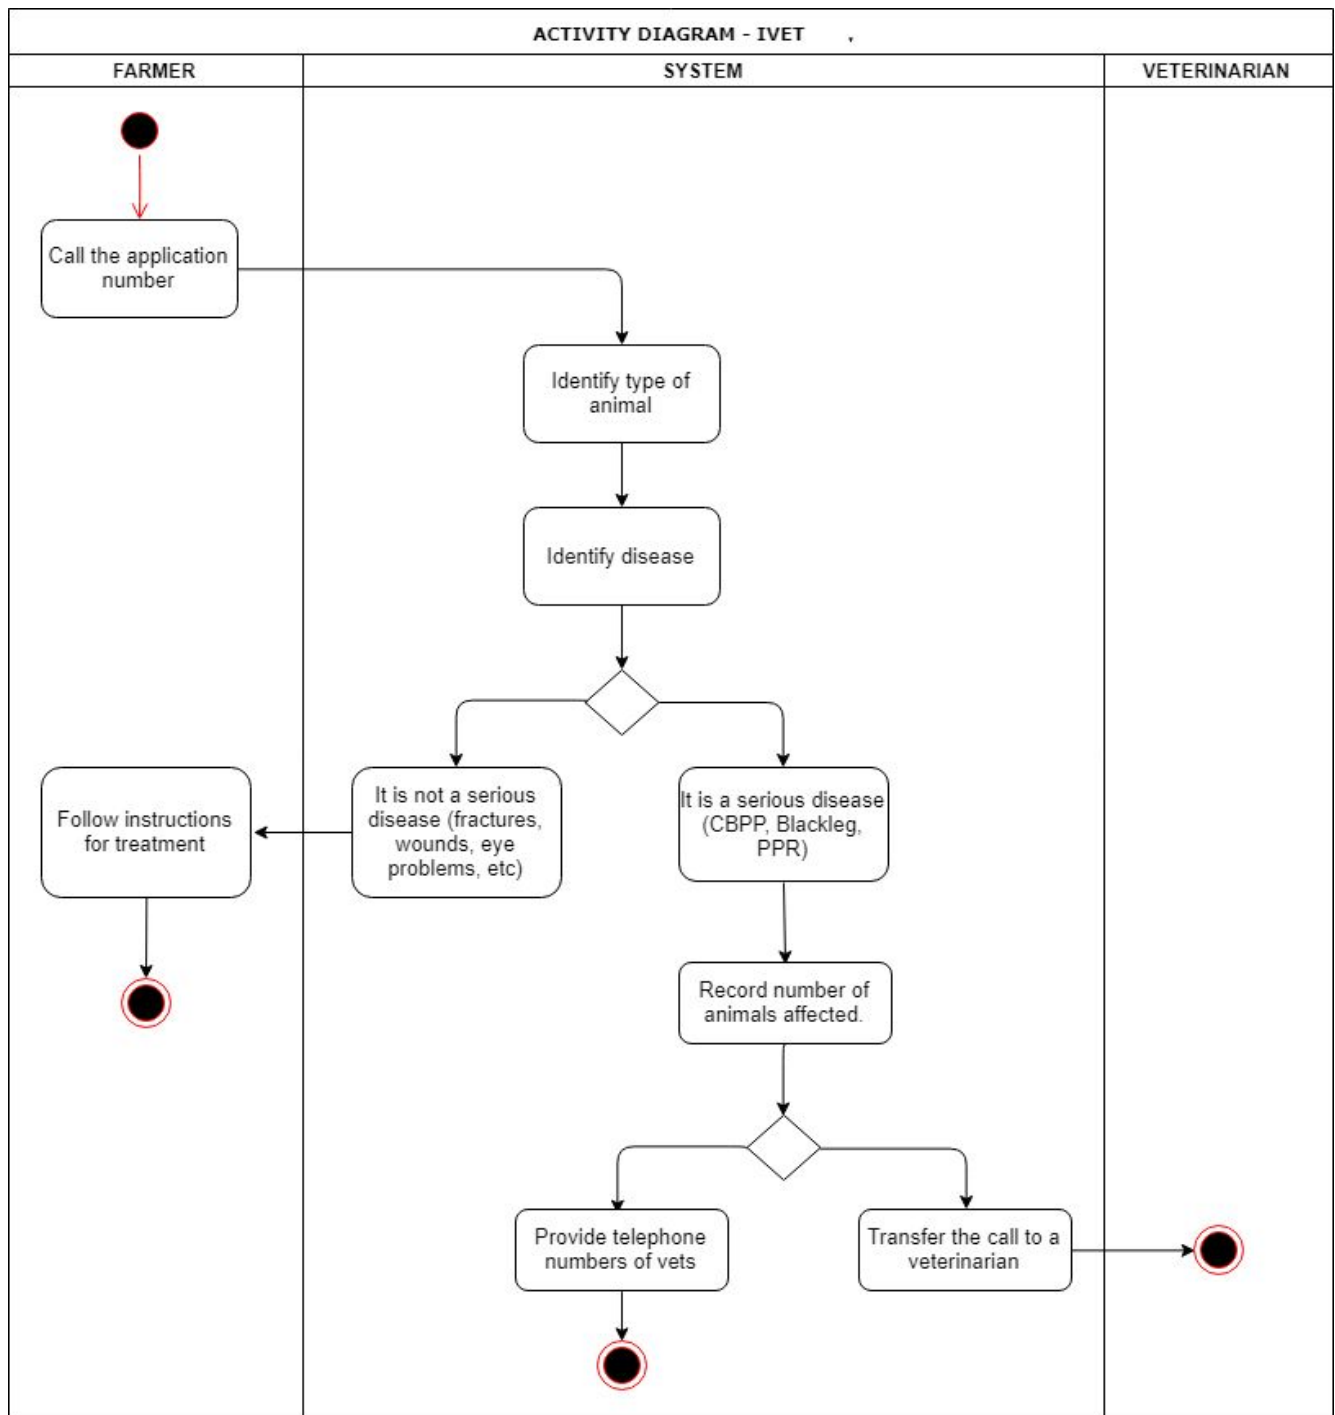 ACTIVITY DIAGRAM - IVET ,
FARMER
SYSTEM
VETERINARIAN
Call the application
number
Identify type of
animal
Identify disease
Follow instructions
for treatment
It is not a serious
disease (fractures,
wounds, eye
problems, etc)
It is a serious disease
(CBPP, Blackleg,
PPR)
Record number of
animals affected.
Provide telephone
numbers of vets
Transfer the call to a
veterinarian